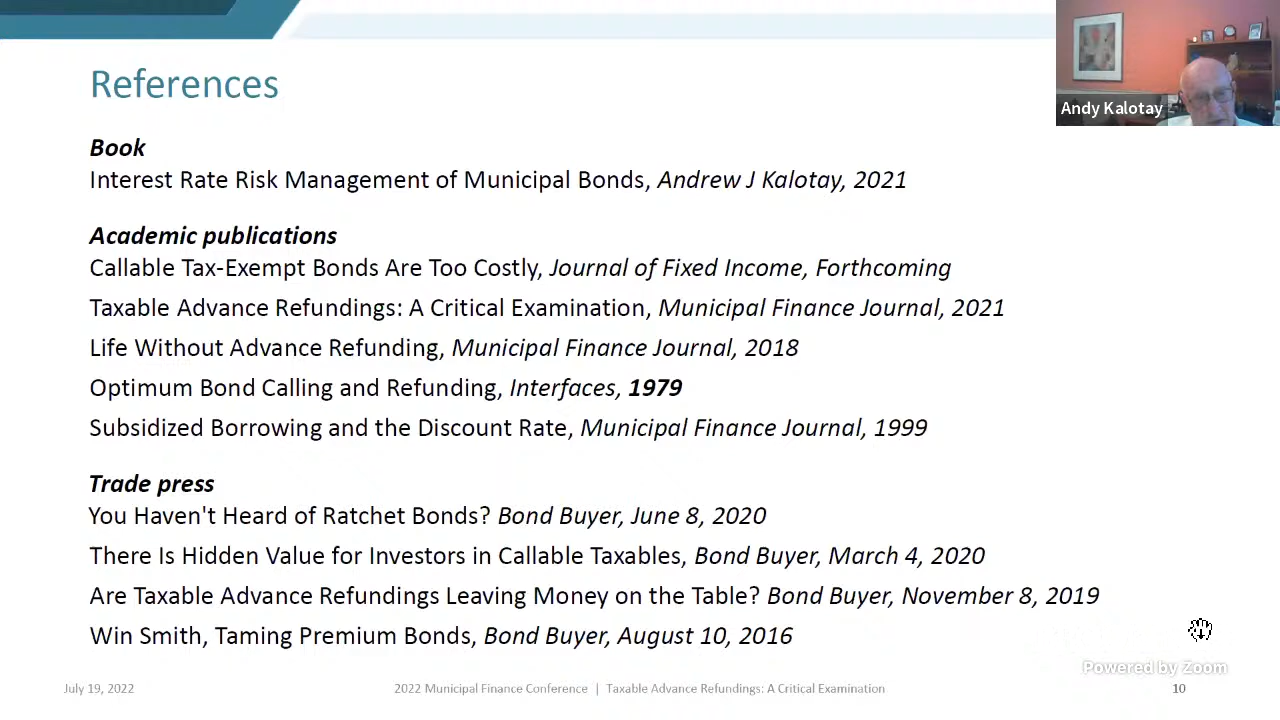 References
Andy Kalotay
Book
Interest Rate Risk Management of Municipal Bonds, Andrew J Kalotay, 2021
Academic publications
Callable Tax-Exempt Bonds Are Too Costly, Journal of Fixed Income, Forthcoming
Taxable Advance Refundings: A Critical Examination, Municipal Finance Journal, 2021
Life Without Advance Refunding, Municipal Finance Journal, 2018
Optimum Bond Calling and Refunding, Interfaces, 1979
Subsidized Borrowing and the Discount Rate, Municipal Finance Journal, 1999
Trade press
You Haven't Heard of Ratchet Bonds? Bond Buyer, June 8, 2020
There Is Hidden Value for Investors in Callable Taxables, Bond Buyer, March 4, 2020
Are Taxable Advance Refundings Leaving Money on the Table? Bond Buyer, November 8, 2019
Win Smith, Taming Premium Bonds, Bond Buyer, August 10, 2016
Powered by Zoom
July 19, 2022
2022 Municipal Finance Conference | Taxable Advance Refundings: A Critical Examination
10